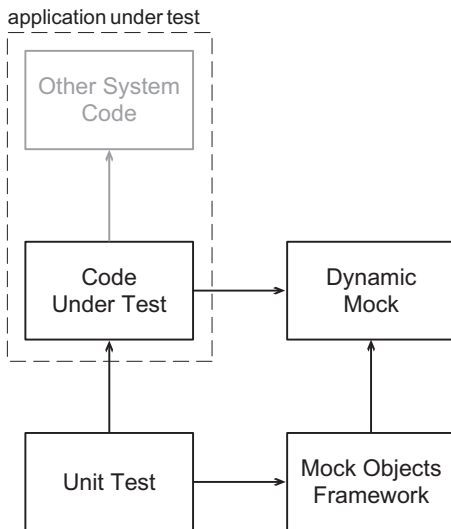 application under test
Other System
Code
Code
Under Test
Dynamic
Mock
Unit Test
Mock Objects
Framework